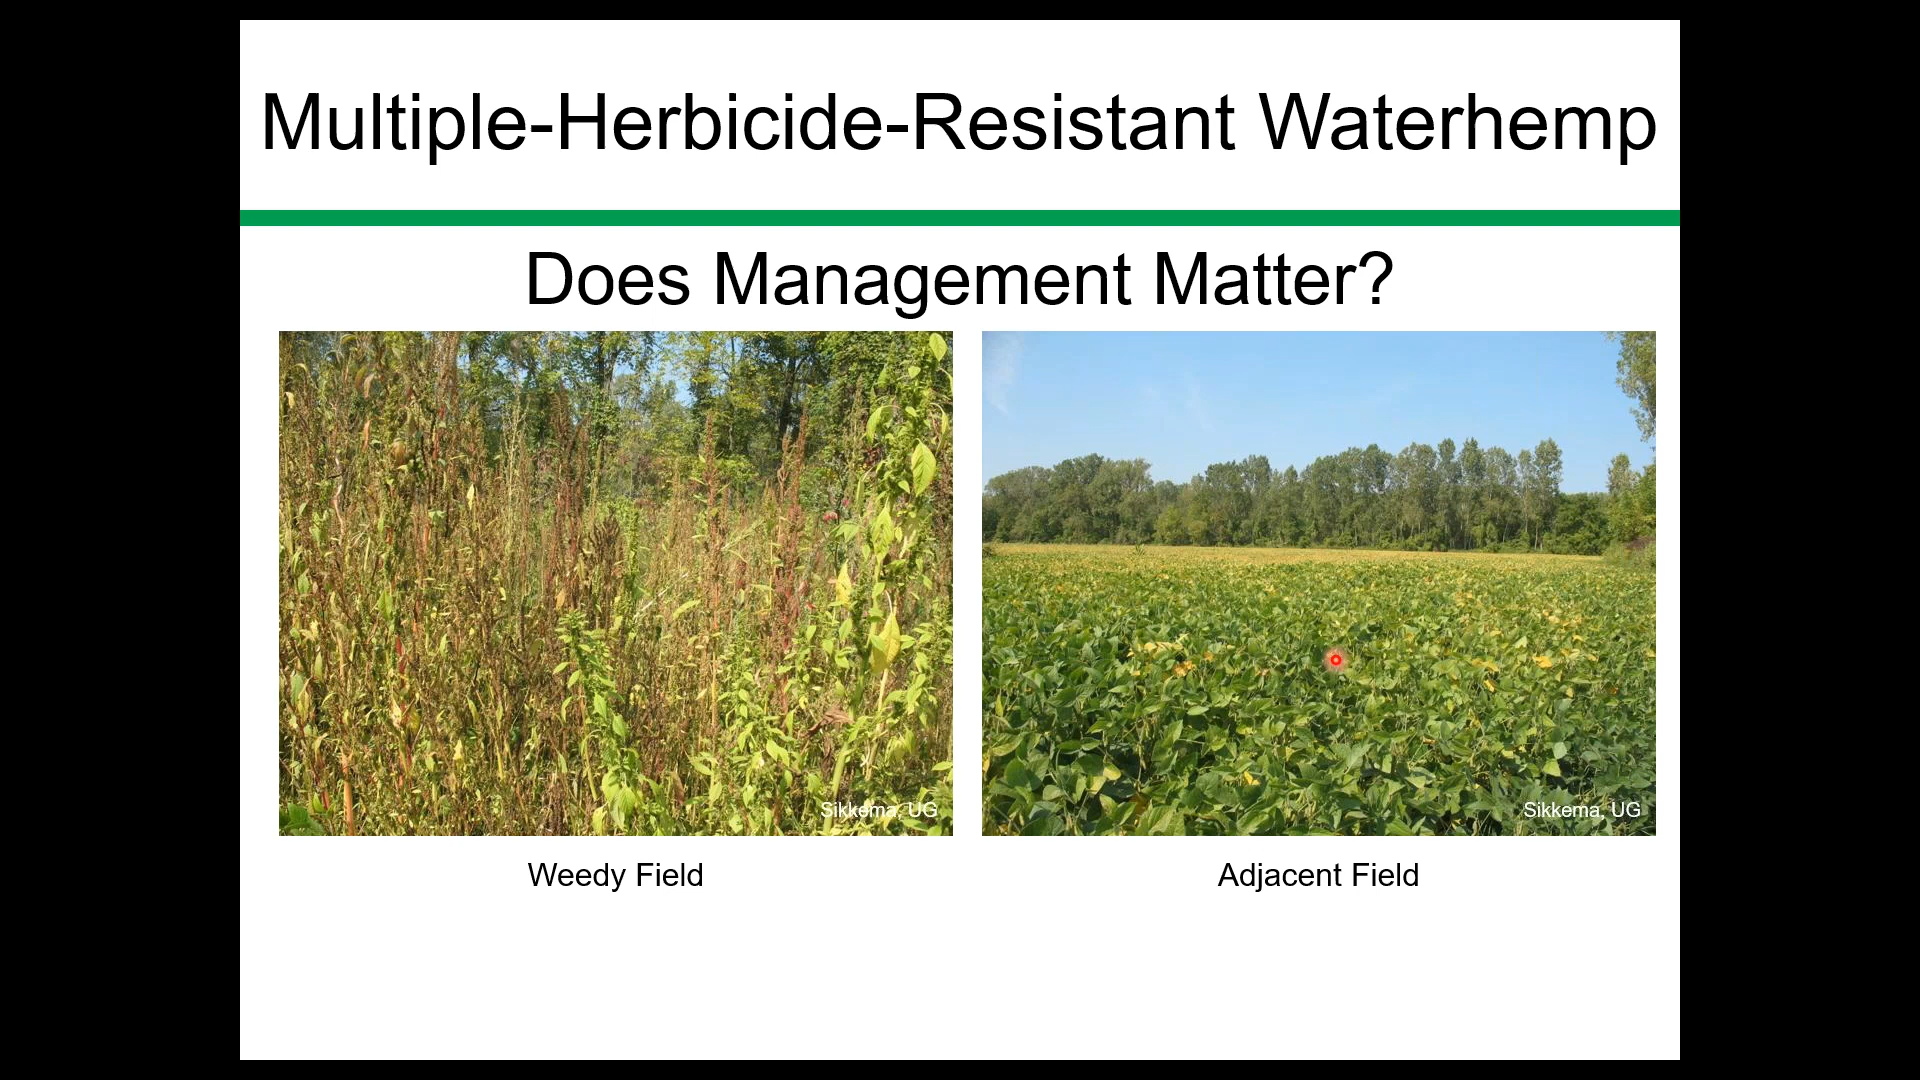 Multiple-Herbicide-Resistant Waterhemp
Does Management Matter?
Sikkema, UG
Sikkema, UG
Weedy Field
Adjacent Field